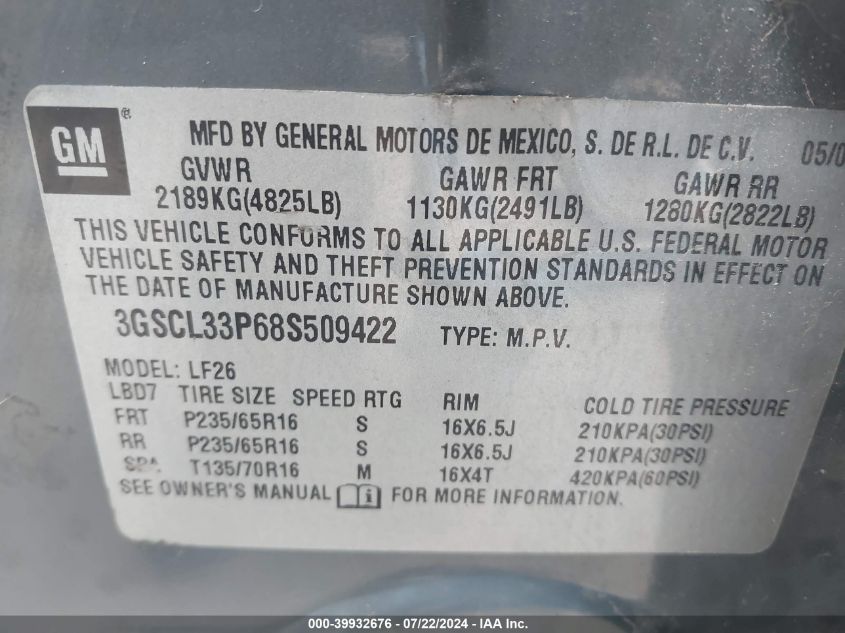 GM ®
MFD BY GENERAL MOTORS DE MEXICO, S. DE R.L. DE C.V. 05/0
GVWR GAWR FRT GAWR RR
2189KG(4825LB) 1130KG(2491LB) 1280KG(2822LB)
THIS VEHICLE CONFORMS TO ALL APPLICABLE U.S. FEDERAL MOTOR
VEHICLE SAFETY AND THEFT PREVENTION STANDARDS IN EFFECT ON
THE DATE OF MANUFACTURE SHOWN ABOVE.
3GSCL33P68S509422 TYPE: M.P.V.
MODEL: LF26
LBD7 TIRE SIZE SPEED RTG RIM COLD TIRE PRESSURE
FRT P235/65R16 S 16X6.5J 210KPA(30PSI)
RR P235/65R16 S 16X6.5J 210KPA(30PSI)
SPA T135/70R16 M 16X4T 420KPA(60PSI)
SEE OWNER'S MANUAL i FOR MORE INFORMATION.
000-39932676 / 07/22/2024 / IAA Inc.